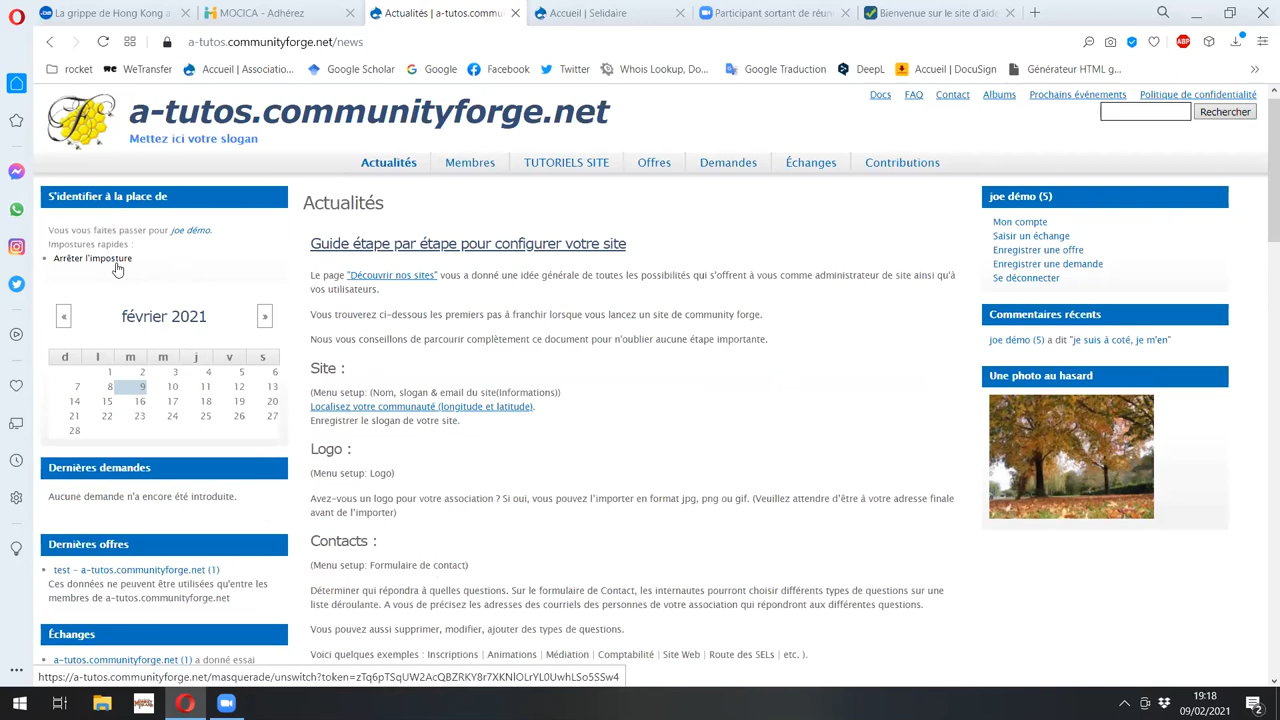 La grippe de Hong Kong a
MOCICA - Adhérez
Actualités | a-tutos.commu
Accueil | Selidaire
Participant sortant de réun
Bienvenue sur le site d'aide
a-tutos.communityforge.net/news
rocket
WeTransfer
Accueil | Associatio...
Google Scholar
Google
Facebook
Twitter
Whois Lookup, Do...
Google Traduction
DeepL
Accueil | DocuSign
Générateur HTML g...
Docs
FAQ
Contact
Albums
Prochains événements
Politique de confidentialité
a-tutos.communityforge.net
Mettez ici votre slogan
Rechercher
Actualités
Membres
TUTORIELS SITE
Offres
Demandes
Échanges
Contributions
S'identifier à la place de
Vous vous faites passer pour joe démo.
Impostures rapides :
Arrêter l'imposture
« février 2021 »
d l m m j v s
1 2 3 4 5 6
7 8 9 10 11 12 13
14 15 16 17 18 19 20
21 22 23 24 25 26 27
28
Dernières demandes
Aucune demande n'a encore été introduite.
Dernières offres
test - a-tutos.communityforge.net (1)
Ces données ne peuvent être utilisées qu'entre les
membres de a-tutos.communityforge.net
Échanges
a-tutos.communityforge.net (1) a donné essai
Actualités
Guide étape par étape pour configurer votre site
Le page "Découvrir nos sites" vous a donné une idée générale de toutes les possibilités qui s'offrent à vous comme administrateur de site ainsi qu'à
vos utilisateurs.
Vous trouverez ci-dessous les premiers pas à franchir lorsque vous lancez un site de community forge.
Nous vous conseillons de parcourir complètement ce document pour n'oublier aucune étape importante.
Site :
(Menu setup: (Nom, slogan & email du site(Informations))
Localisez votre communauté (longitude et latitude).
Enregistrer le slogan de votre site.
Logo :
(Menu setup: Logo)
Avez-vous un logo pour votre association ? Si oui, vous pouvez l'importer en format jpg, png ou gif. (Veuillez attendre d'être à votre adresse finale
avant de l'importer)
Contacts :
(Menu setup: Formulaire de contact)
Déterminer qui répondra à quelles questions. Sur le formulaire de Contact, les internautes pourront choisir différents types de questions sur une
liste déroulante. A vous de précisez les adresses des courriels des personnes de votre association qui répondront aux différentes questions.
Vous pouvez aussi supprimer, modifier, ajouter des types de questions.
Voici quelques exemples : Inscriptions | Animations | Médiation | Comptabilité | Site Web | Route des SELs | etc. ).
joe démo (5)
Mon compte
Saisir un échange
Enregistrer une offre
Enregistrer une demande
Se déconnecter
Commentaires récents
joe démo (5) a dit "je suis à coté, je m'en"
Une photo au hasard
https://a-tutos.communityforge.net/masquerade/unswitch?token=zTq6pTSqUW2AcQBZRKY8r7XKNlOLrYL0UwhLSo5SSw4
19:18
09/02/2021
2